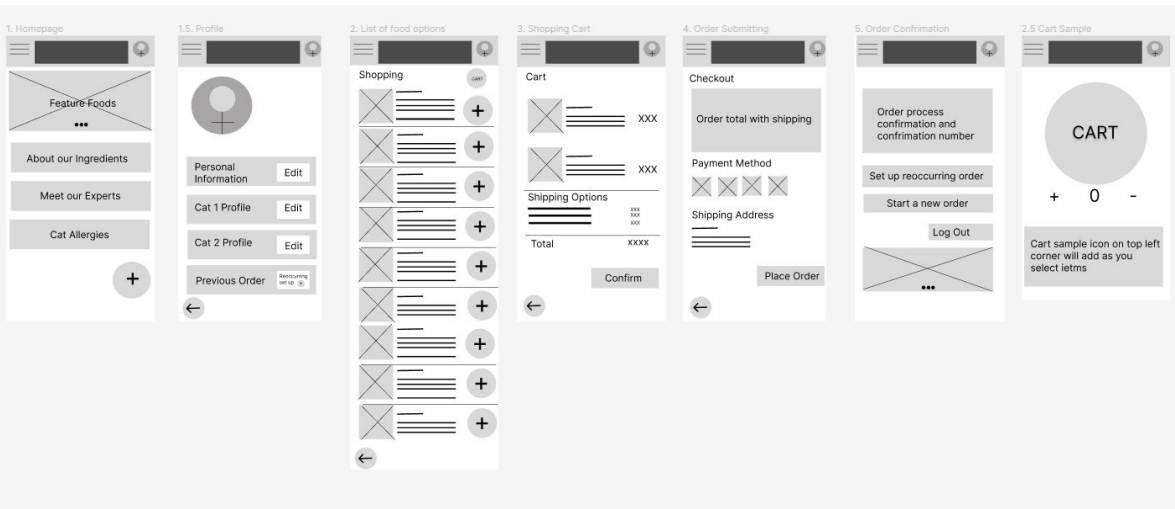 1. Homepage
Feature Foods
About our Ingredients
Meet our Experts
Cat Allergies
+
1.5. Profile
Personal
Information
Edit
Cat 1 Profile
Edit
Cat 2 Profile
Edit
Previous Order
Reoccurring
set up
2. List of food options
Shopping
CART
+
+
+
+
+
+
+
+
+
3. Shopping Cart
Cart
XXX
XXX
Shipping Options
xxx
xxx
xxx
Total
xxxx
Confirm
4. Order Submitting
Checkout
Order total with shipping
Payment Method
Shipping Address
Place Order
5. Order Confrimation
Order process
confirmation and
confrimation number
Set up reoccurring order
Start a new order
Log Out
2.5 Cart Sample
CART
+ 0 -
Cart sample icon on top left
corner will add as you
select ietms